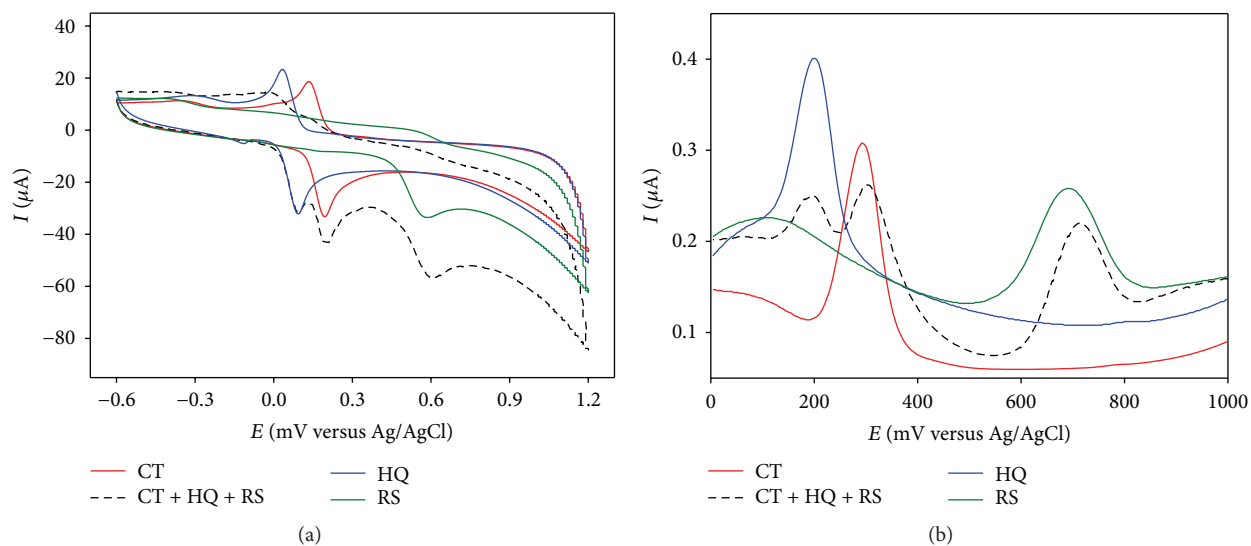 (a)
I (μA)
40
20
0
−20
−40
−60
−80
−0.6 −0.3 0.0 0.3 0.6 0.9 1.2
E (mV versus Ag/AgCl)
CT
HQ
CT + HQ + RS
RS
(a)
(b)
I (μA)
0.4
0.3
0.2
0.1
0 200 400 600 800 1000
E (mV versus Ag/AgCl)
CT
HQ
CT + HQ + RS
RS
(b)